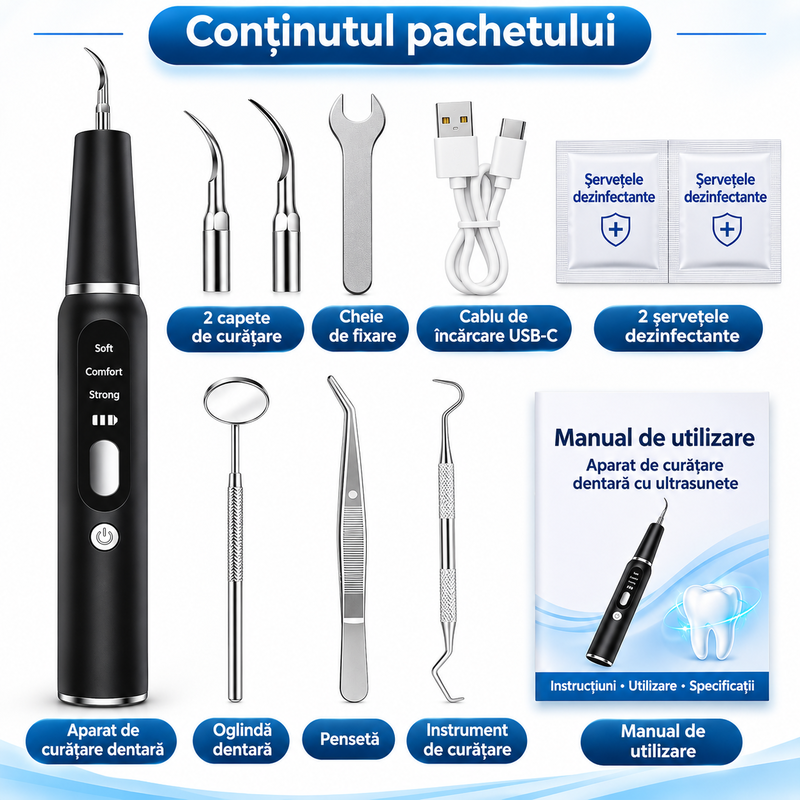 Conținutul pachetului
Soft
Comfort
Strong
Șervețele
dezinfectante
Șervețele
dezinfectante
2 capete
de curățare
Cheie
de fixare
Cablu de
încărcare USB-C
2 șervețele
dezinfectante
Manual de utilizare
Aparat de curățare
dentară cu ultrasunete
Instrucțiuni • Utilizare • Specificații
Aparat de
curățare dentară
Oglindă
dentară
Pensetă
Instrument
de curățare
Manual de
utilizare